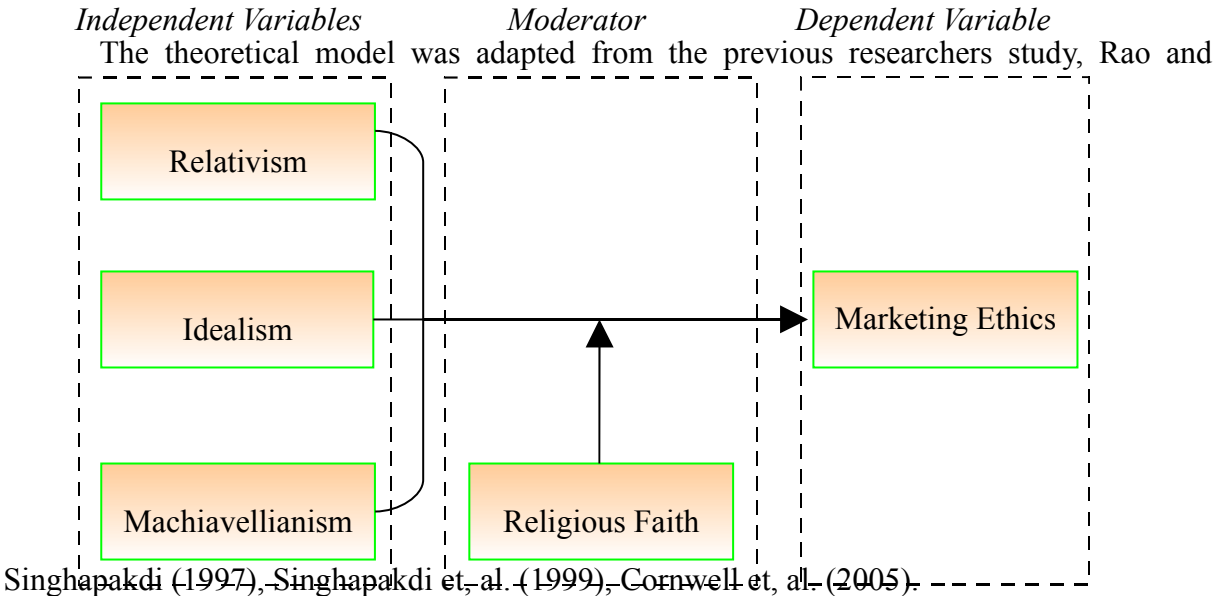 Independent Variables Moderator Dependent Variable
The theoretical model was adapted from the previous researchers study, Rao and
Relativism
Idealism
Marketing Ethics
Machiavellianism
Religious Faith
Singhapakdi (1997), Singhapakdi et, al. (1999), Cornwell et, al. (2005).